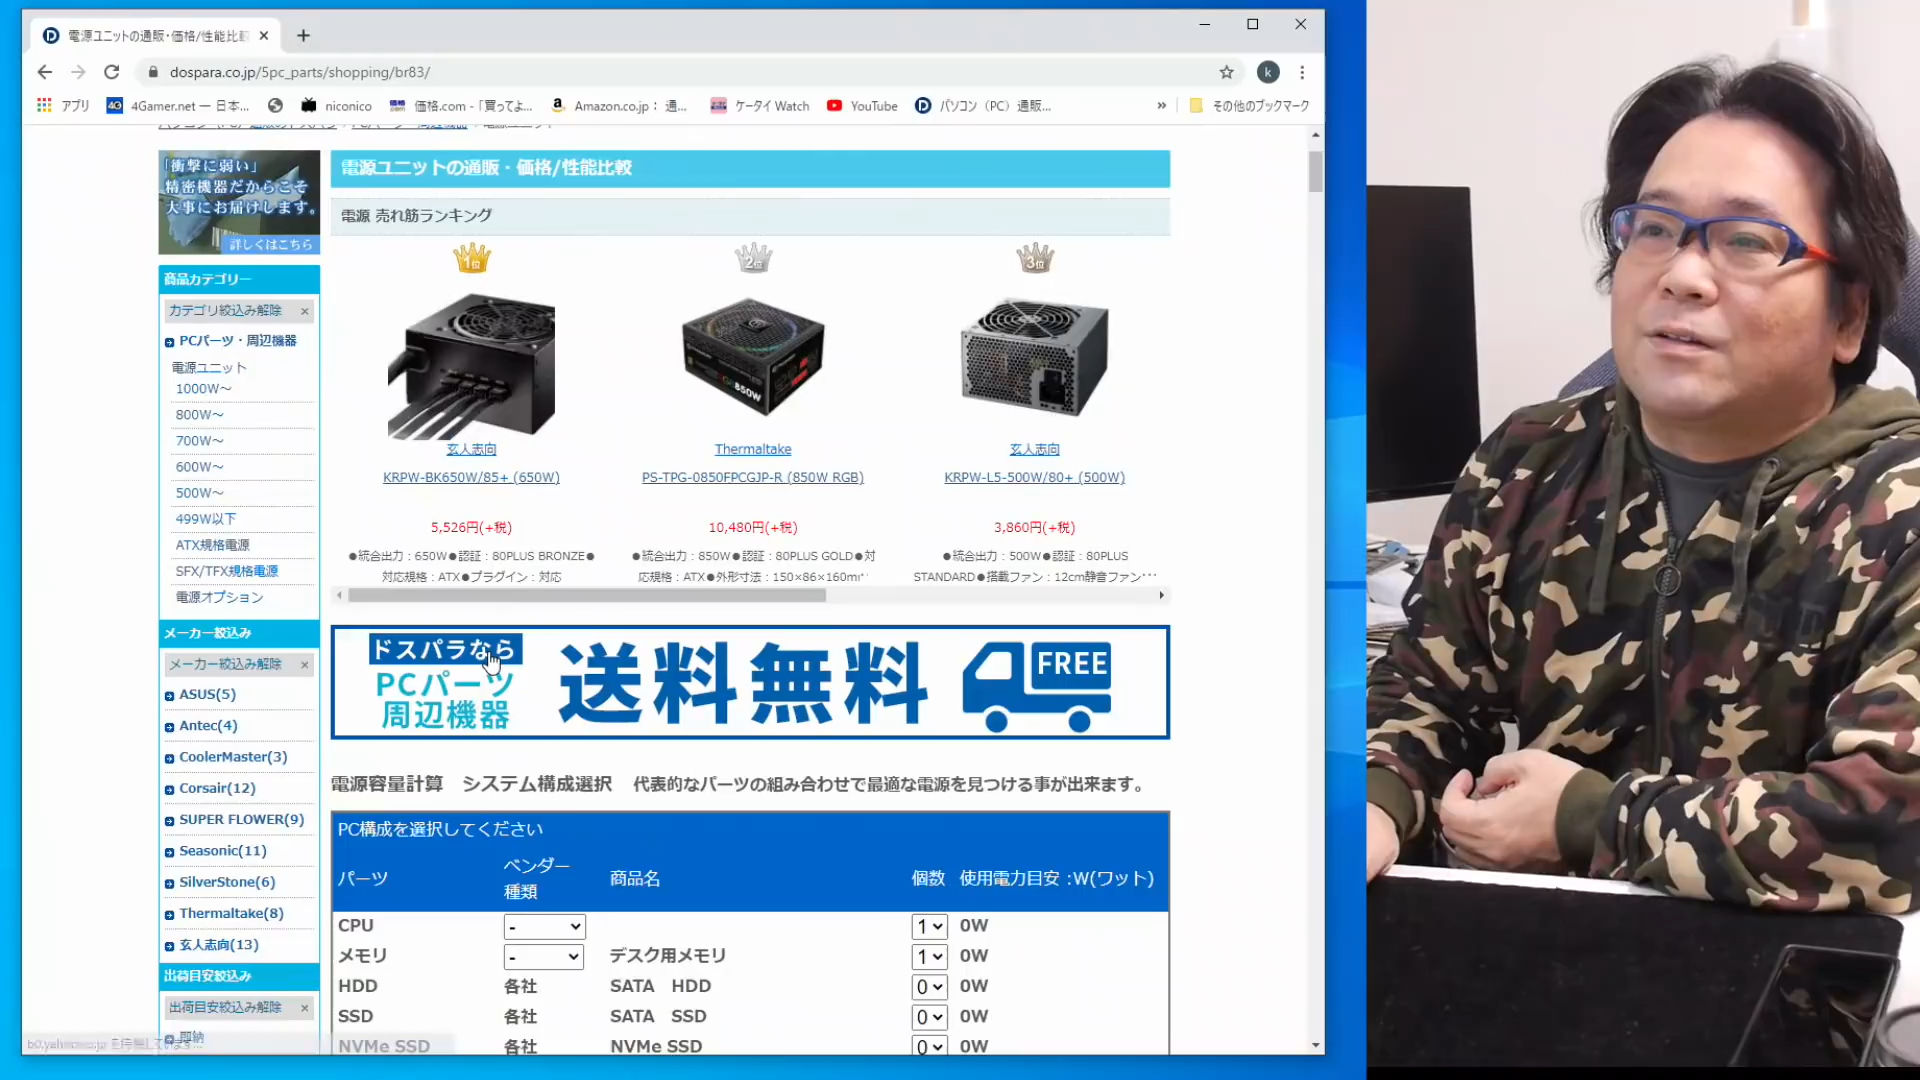 電源ユニットの通販・価格/性能比較
dospara.co.jp/5pc_parts/shopping/br83/
k
アプリ
4Gamer.net — 日本...
niconico
価格.com -「買ってよ...
Amazon.co.jp： 通...
ケータイ Watch
YouTube
パソコン（PC）通販...
»
その他のブックマーク
「衝撃に弱い」
精密機器だからこそ
大事にお届けします。
詳しくはこちら
商品カテゴリー
カテゴリ絞込み解除 ×
PCパーツ・周辺機器
電源ユニット
1000W～
800W～
700W～
600W～
500W～
499W以下
ATX規格電源
SFX/TFX規格電源
電源オプション
メーカー絞込み
メーカー絞込み解除 ×
ASUS(5)
Antec(4)
CoolerMaster(3)
Corsair(12)
SUPER FLOWER(9)
Seasonic(11)
SilverStone(6)
Thermaltake(8)
玄人志向(13)
出荷目安絞込み
出荷目安絞込み解除 ×
即納
電源ユニットの通販・価格/性能比較
電源 売れ筋ランキング
1位
2位
3位
850W
玄人志向
Thermaltake
玄人志向
KRPW-BK650W/85+ (650W)
PS-TPG-0850FPCGJP-R (850W RGB)
KRPW-L5-500W/80+ (500W)
5,526円(+税)
10,480円(+税)
3,860円(+税)
●統合出力：650W●認証：80PLUS BRONZE●
対応規格：ATX●プラグイン：対応
●統合出力：850W●認証：80PLUS GOLD●対
応規格：ATX●外形寸法：150×86×160m
●統合出力：500W●認証：80PLUS
STANDARD●搭載ファン：12cm静音ファン･･･
ドスパラなら
PCパーツ
周辺機器
送料無料
FREE
電源容量計算　システム構成選択　代表的なパーツの組み合わせで最適な電源を見つける事が出来ます。
PC構成を選択してください
パーツ ベンダー種類 商品名 個数 使用電力目安 :W(ワット)
CPU - 1 0W
メモリ - デスク用メモリ 1 0W
HDD 各社 SATA HDD 0 0W
SSD 各社 SATA SSD 0 0W
NVMe SSD 各社 NVMe SSD 0 0W